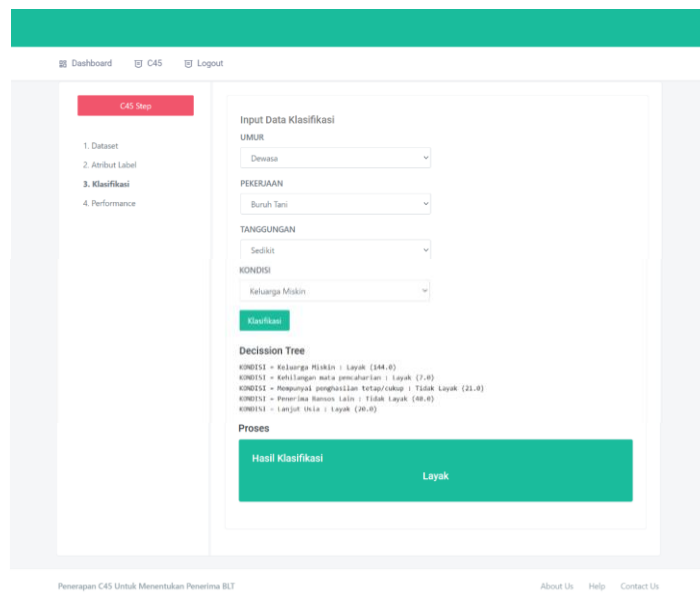 Dashboard C45 Logout
C45 Step
1. Dataset
2. Atribut Label
3. Klasifikasi
4. Performance
Input Data Klasifikasi
UMUR
Dewasa
PEKERJAAN
Buruh Tani
TANGGUNGAN
Sedikit
KONDISI
Keluarga Miskin
Klasifikasi
Decission Tree
KONDISI = Keluarga Miskin : Layak (144.0)
KONDISI = Kehilangan mata pencaharian : Layak (7.0)
KONDISI = Mempunyai penghasilan tetap/cukup : Tidak Layak (21.0)
KONDISI = Penerima Bansos Lain : Tidak Layak (48.0)
KONDISI = Lanjut Usia : Layak (20.0)
Proses
Hasil Klasifikasi
Layak
Penerapan C45 Untuk Menentukan Penerima BLT About Us Help Contact Us